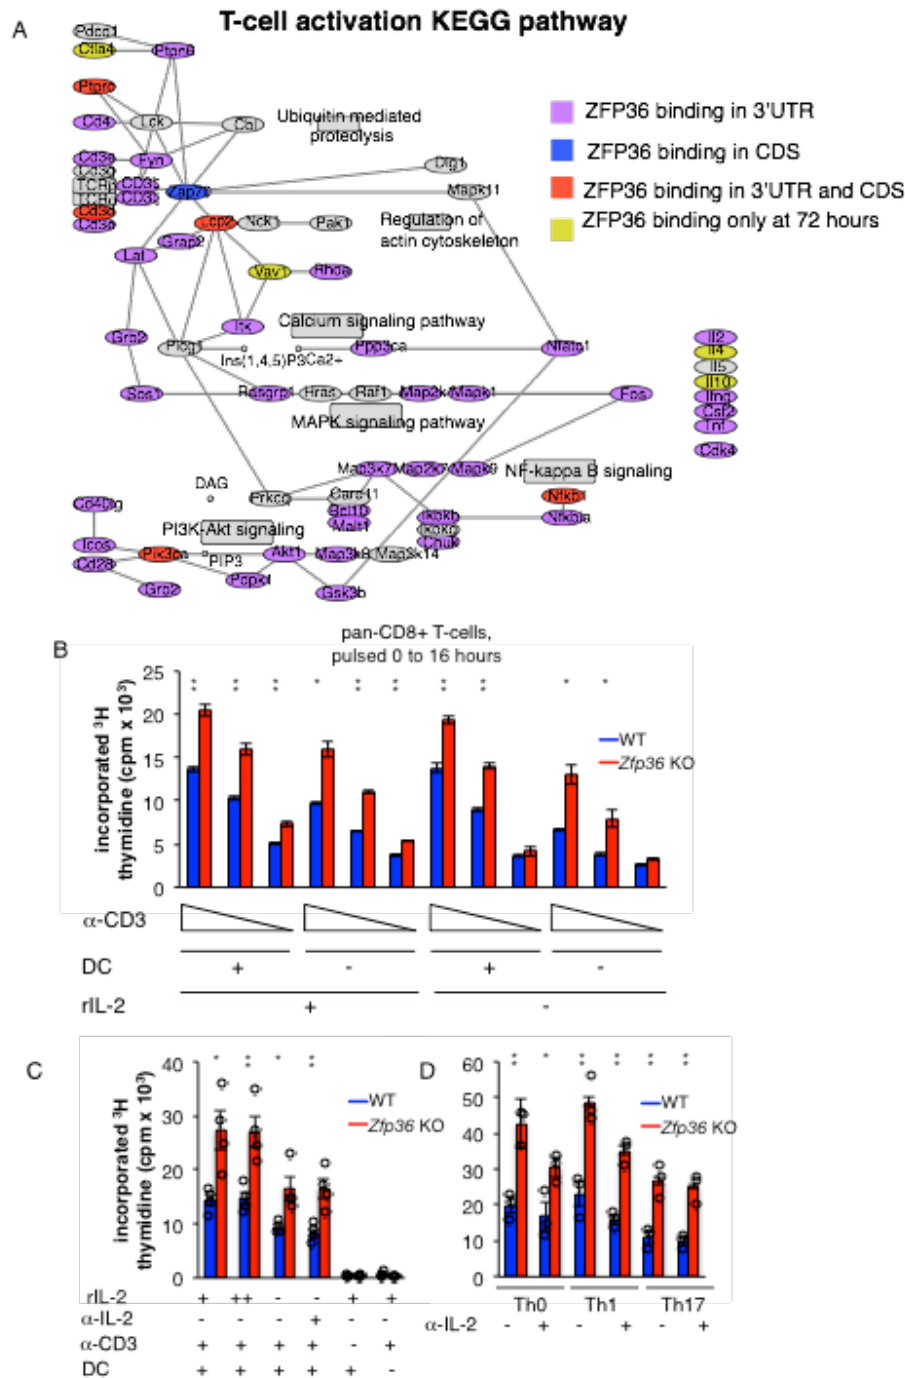 A
T-cell activation KEGG pathway
Pdcd1
Ctla4
Ptpn6
Ptprc
Cd4
Lck
Cbl
Ubiquitin mediated
proteolysis
ZFP36 binding in 3'UTR
ZFP36 binding in CDS
ZFP36 binding in 3'UTR and CDS
ZFP36 binding only at 72 hours
Fyn
Dlg1
Zap70
Mapk11
Lcp2
Nck1
Pak1
Regulation of
actin cytoskeleton
Grap2
Lat
Vav1
Rhoa
Itk
Calcium signaling pathway
Grb2
Plcg1
Ins(1,4,5)P3
Ca2+
Ppp3ca
Nfatc1
Il2
Il4
Il5
Il10
Ifng
Csf2
Tnf
Cdk4
Sos1
Rasgrp1
Hras
Raf1
Map2k
Mapk1
Fos
MAPK signaling pathway
Map3k7
Map2k7
Mapk9
NF-kappa B signaling
DAG
Prkcq
Card11
Bcl10
Malt1
Nfkb1
Ikbkb
Ikbkg
Chuk
Nfkbia
Cd40lg
PI3K-Akt signaling
Icos
Pik3ca
PIP3
Akt1
Map3k8
Map3k14
Cd28
Grb2
Pdpk1
Gsk3b
B
pan-CD8+ T-cells,
pulsed 0 to 16 hours
incorporated ³H
thymidine (cpm x 10³)
25
20
15
10
5
0
** ** ** * ** ** ** ** * *
WT
Zfp36 KO
α-CD3
DC + - + -
rIL-2 + -
C
incorporated ³H
thymidine (cpm x 10³)
40
30
20
10
0
* ** * **
WT
Zfp36 KO
rIL-2 + ++ - - + +
α-IL-2 +
α-CD3 + + + + - +
DC + + + + + -
D
60
50
40
30
20
10
0
** * ** ** ** **
WT
Zfp36 KO
Th0 Th1 Th17
α-IL-2 - + - + - +